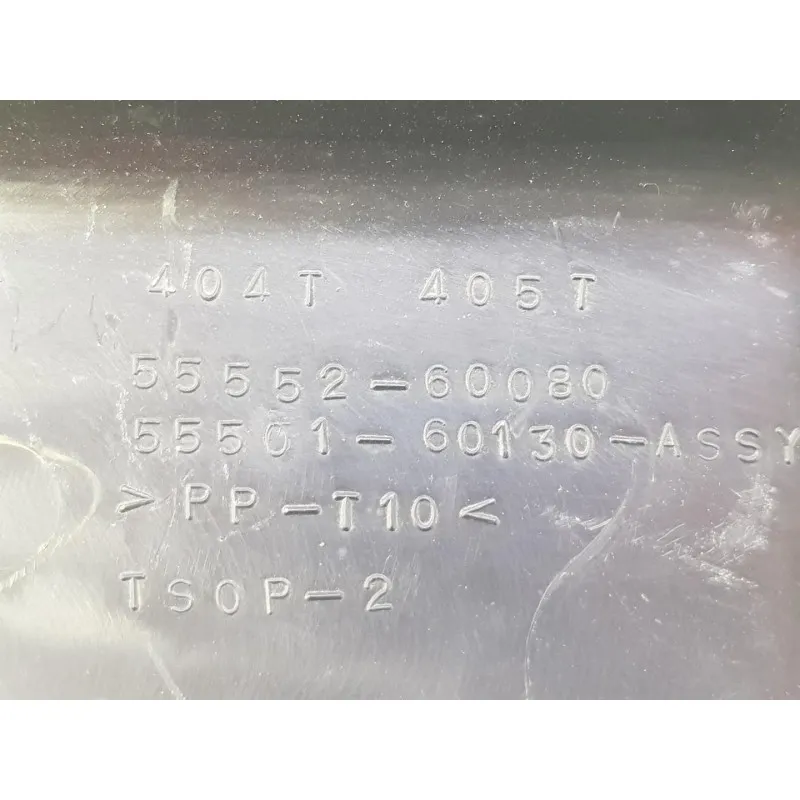 404T 405T
55552-60080
55501-60130-ASSY
>PP-T10<
TSOP-2